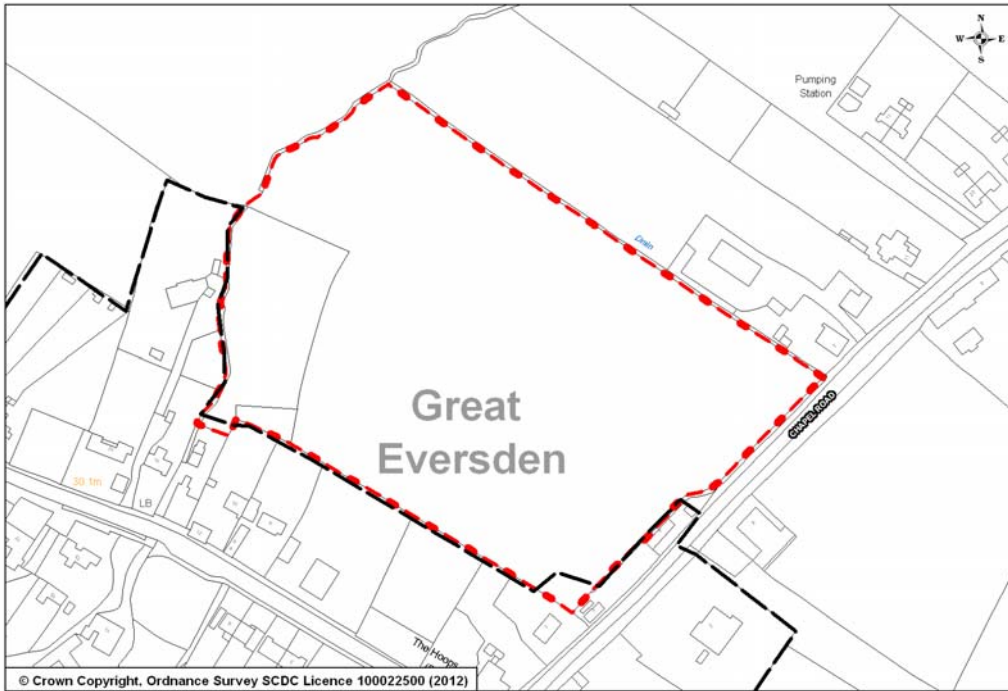 N
W E
S
Pumping
Station
Drain
CHAPEL ROAD
Great
Eversden
30.1m
LB
The Hoops
© Crown Copyright. Ordnance Survey SCDC Licence 100022500 (2012)